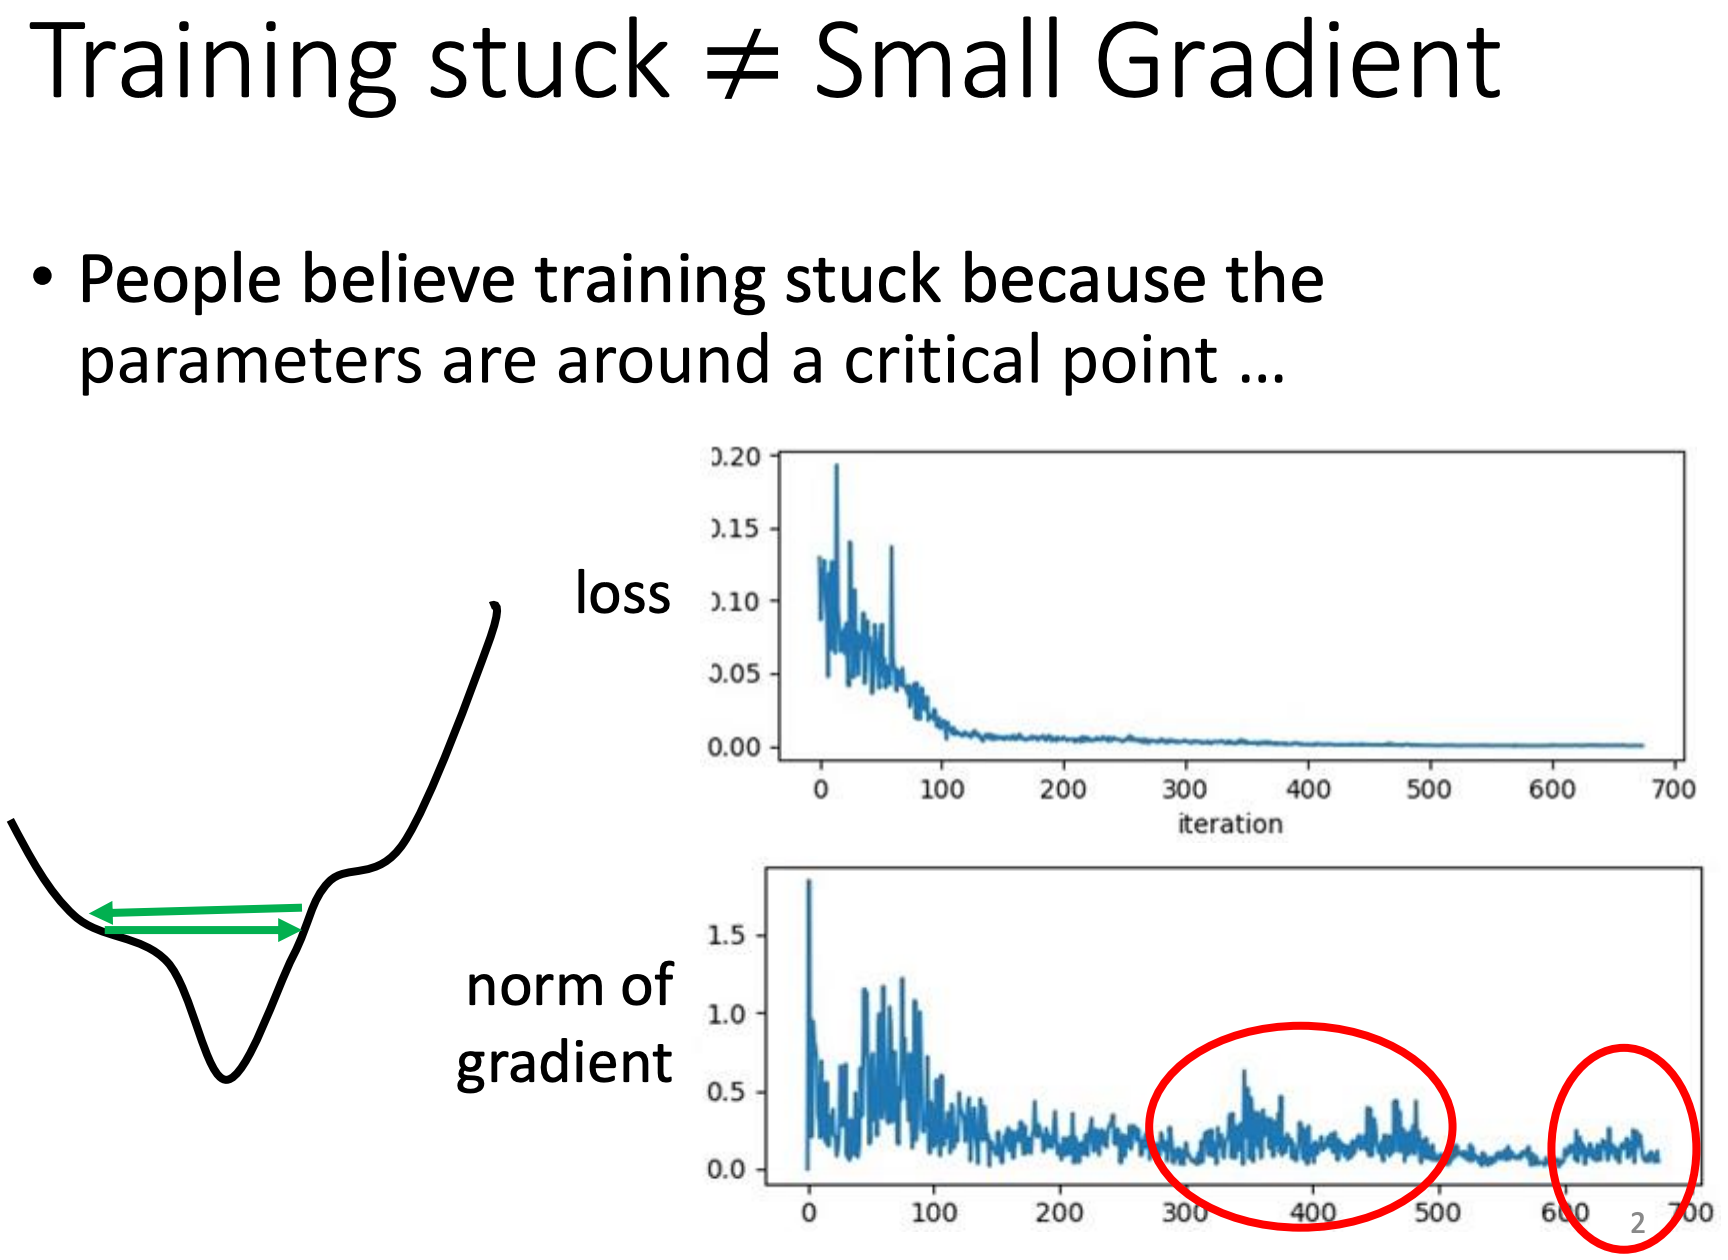 Training stuck ≠ Small Gradient
• People believe training stuck because the
parameters are around a critical point …
loss
0.20
0.15
0.10
0.05
0.00
0 100 200 300 400 500 600 700
iteration
norm of
gradient
1.5
1.0
0.5
0.0
0 100 200 300 400 500 600 700
2